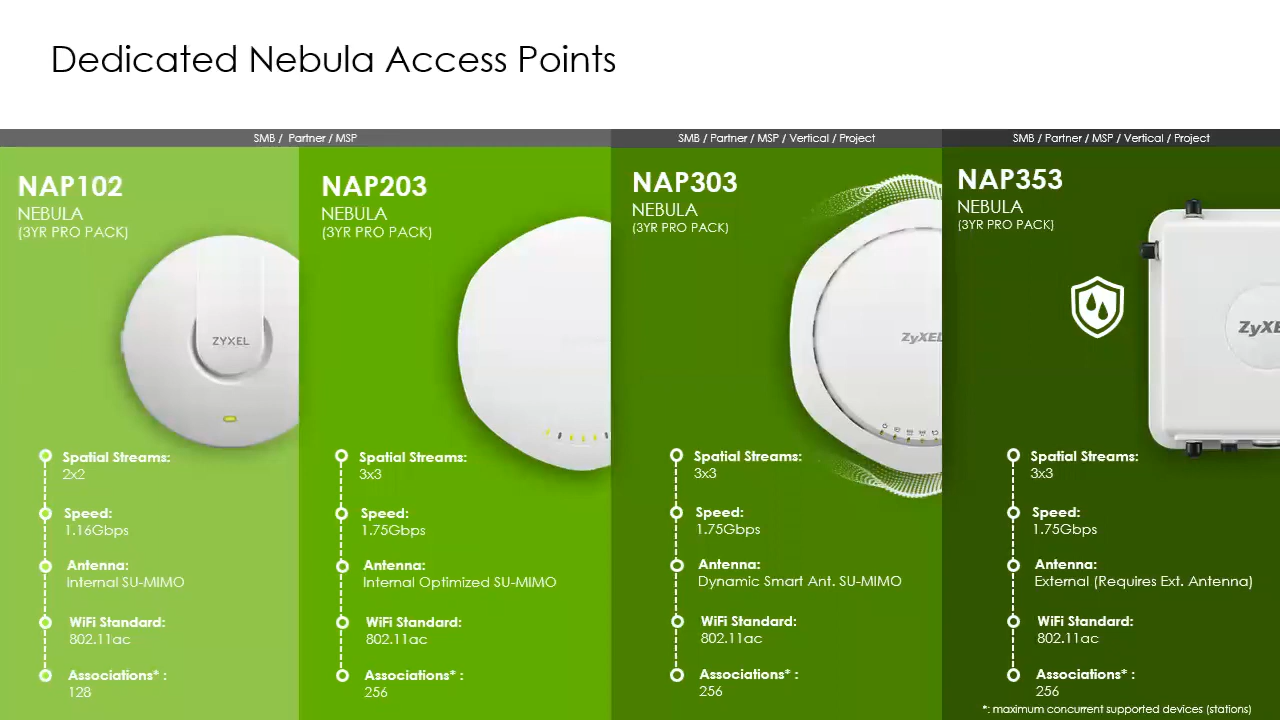 Dedicated Nebula Access Points
SMB / Partner / MSP
SMB / Partner / MSP / Vertical / Project
SMB / Partner / MSP / Vertical / Project
NAP102
NEBULA
(3YR PRO PACK)
ZYXEL
Spatial Streams:
2x2
Speed:
1.16Gbps
Antenna:
Internal SU-MIMO
WiFi Standard:
802.11ac
Associations* :
128
NAP203
NEBULA
(3YR PRO PACK)
Spatial Streams:
3x3
Speed:
1.75Gbps
Antenna:
Internal Optimized SU-MIMO
WiFi Standard:
802.11ac
Associations* :
256
NAP303
NEBULA
(3YR PRO PACK)
ZyXEL
Spatial Streams:
3x3
Speed:
1.75Gbps
Antenna:
Dynamic Smart Ant. SU-MIMO
WiFi Standard:
802.11ac
Associations* :
256
NAP353
NEBULA
(3YR PRO PACK)
ZyXE
Spatial Streams:
3x3
Speed:
1.75Gbps
Antenna:
External (Requires Ext. Antenna)
WiFi Standard:
802.11ac
Associations* :
256
*: maximum concurrent supported devices (stations)